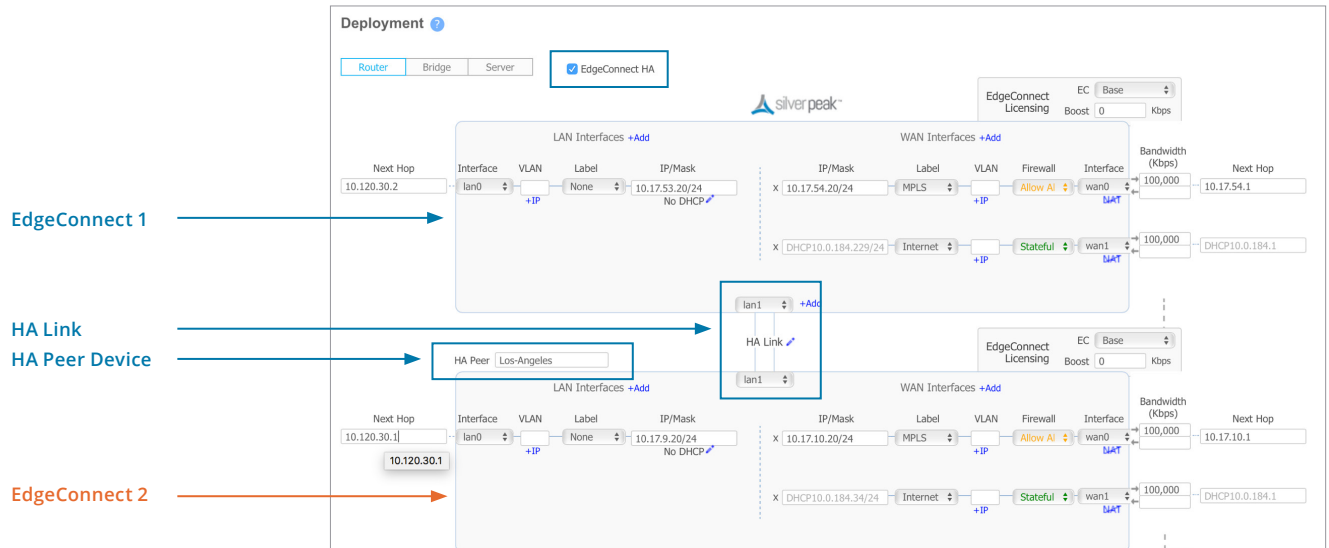 Deployment ?
Router Bridge Server EdgeConnect HA
silver peak™
EdgeConnect Licensing EC Base
Boost 0 Kbps
LAN Interfaces +Add WAN Interfaces +Add
Bandwidth (Kbps)
Next Hop Interface VLAN Label IP/Mask IP/Mask Label VLAN Firewall Interface Next Hop
10.120.30.2 lan0 None 10.17.53.20/24 x 10.17.54.20/24 MPLS Allow Al wan0 100,000 10.17.54.1
+IP No DHCP +IP NAT
EdgeConnect 1
x DHCP10.0.184.229/24 Internet Stateful wan1 100,000 DHCP10.0.184.1
+IP NAT
lan1 +Add
HA Link
HA Link
HA Peer Device
HA Peer Los-Angeles
EdgeConnect Licensing EC Base
Boost 0 Kbps
lan1
LAN Interfaces +Add WAN Interfaces +Add
Bandwidth (Kbps)
Next Hop Interface VLAN Label IP/Mask IP/Mask Label VLAN Firewall Interface Next Hop
10.120.30.1 lan0 None 10.17.9.20/24 x 10.17.10.20/24 MPLS Allow Al wan0 100,000 10.17.10.1
+IP No DHCP +IP NAT
10.120.30.1
EdgeConnect 2
x DHCP10.0.184.34/24 Internet Stateful wan1 100,000 DHCP10.0.184.1
+IP NAT